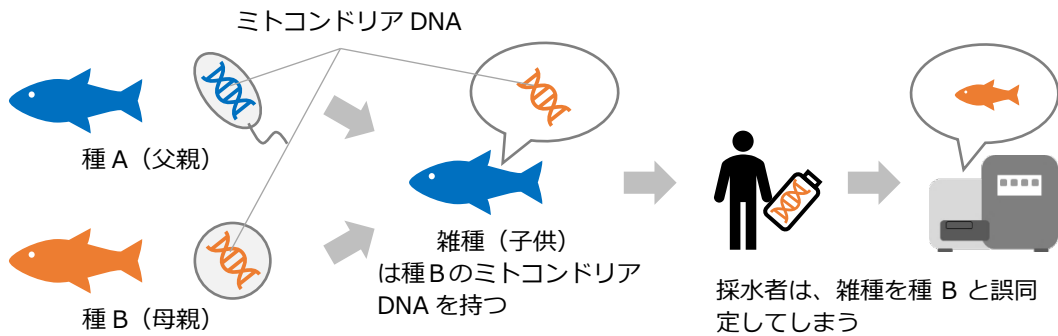 ミトコンドリア DNA
種 A（父親）
種 B（母親）
雑種（子供）
は種Bのミトコンドリア
DNA を持つ
採水者は、雑種を種 B と誤同
定してしまう